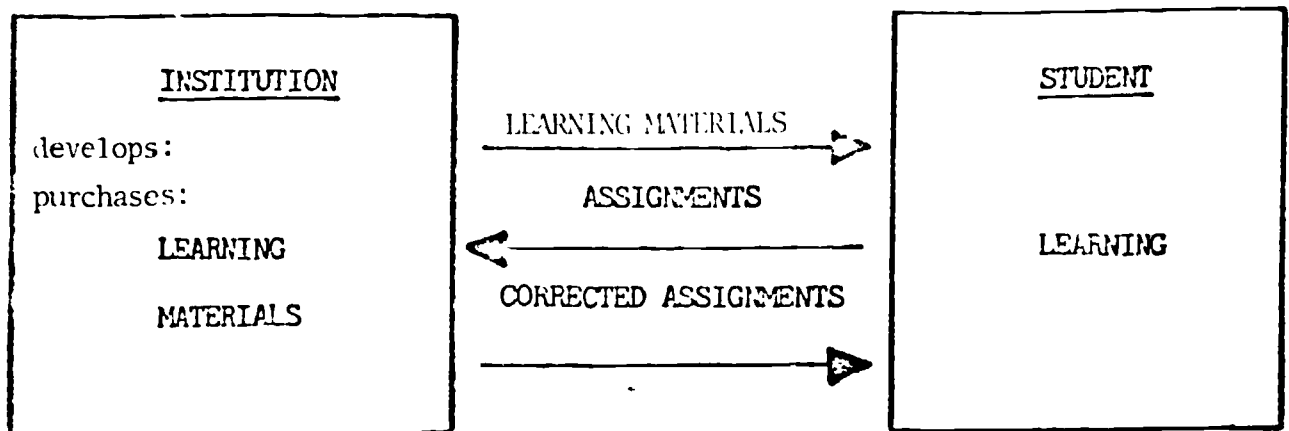 INSTITUTION
develops:
purchases:
LEARNING
MATERIALS
LEARNING MATERIALS
ASSIGNMENTS
CORRECTED ASSIGNMENTS
STUDENT
LEARNING